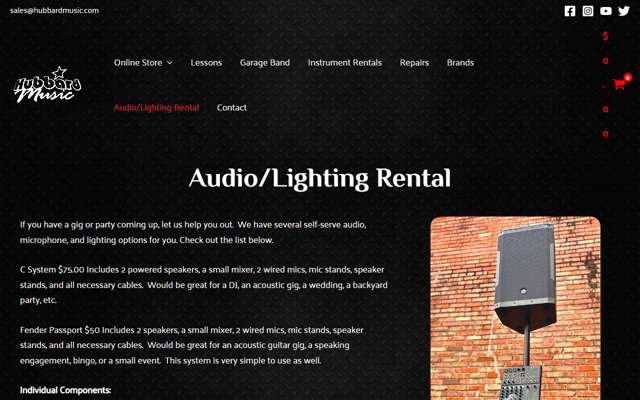 sales@hubbardmusic.com
Online Store
Lessons
Garage Band
Instrument Rentals
Repairs
Brands
$0.00
0
Hubbard
Music
Audio/Lighting Rental
Contact
Audio/Lighting Rental
If you have a gig or party coming up, let us help you out. We have several self-serve audio,
microphone, and lighting options for you. Check out the list below.
C System $75.00 Includes 2 powered speakers, a small mixer, 2 wired mics, mic stands, speaker
stands, and all necessary cables. Would be great for a DJ, an acoustic gig, a wedding, a backyard
party, etc.
Fender Passport $50 Includes 2 speakers, a small mixer, 2 wired mics, mic stands, speaker
stands, and all necessary cables. Would be great for an acoustic guitar gig, a speaking
engagement, bingo, or a small event. This system is very simple to use as well.
Individual Components: